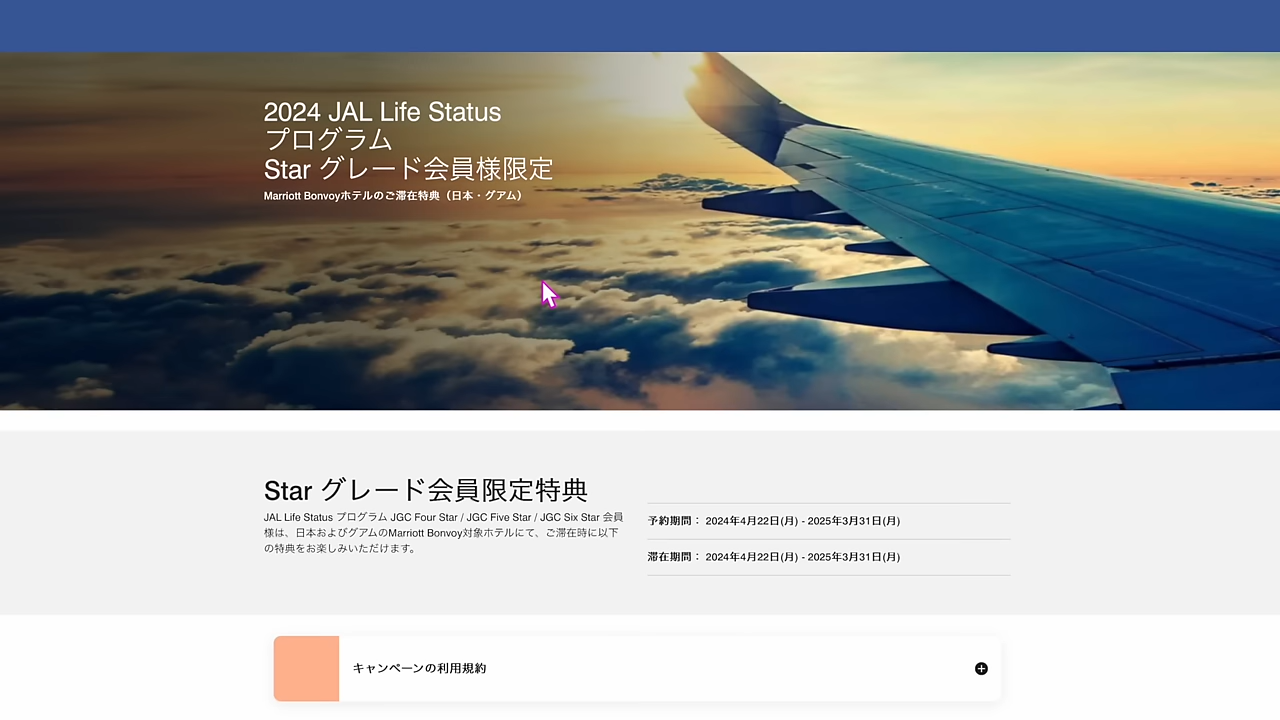 2024 JAL Life Status
プログラム
Star グレード会員様限定
Marriott Bonvoyホテルのご滞在特典（日本・グアム）
Star グレード会員限定特典
JAL Life Status プログラム JGC Four Star / JGC Five Star / JGC Six Star 会員
様は、日本およびグアムのMarriott Bonvoy対象ホテルにて、ご滞在時に以下
の特典をお楽しみいただけます。
予約期間： 2024年4月22日(月) - 2025年3月31日(月)
滞在期間： 2024年4月22日(月) - 2025年3月31日(月)
キャンペーンの利用規約